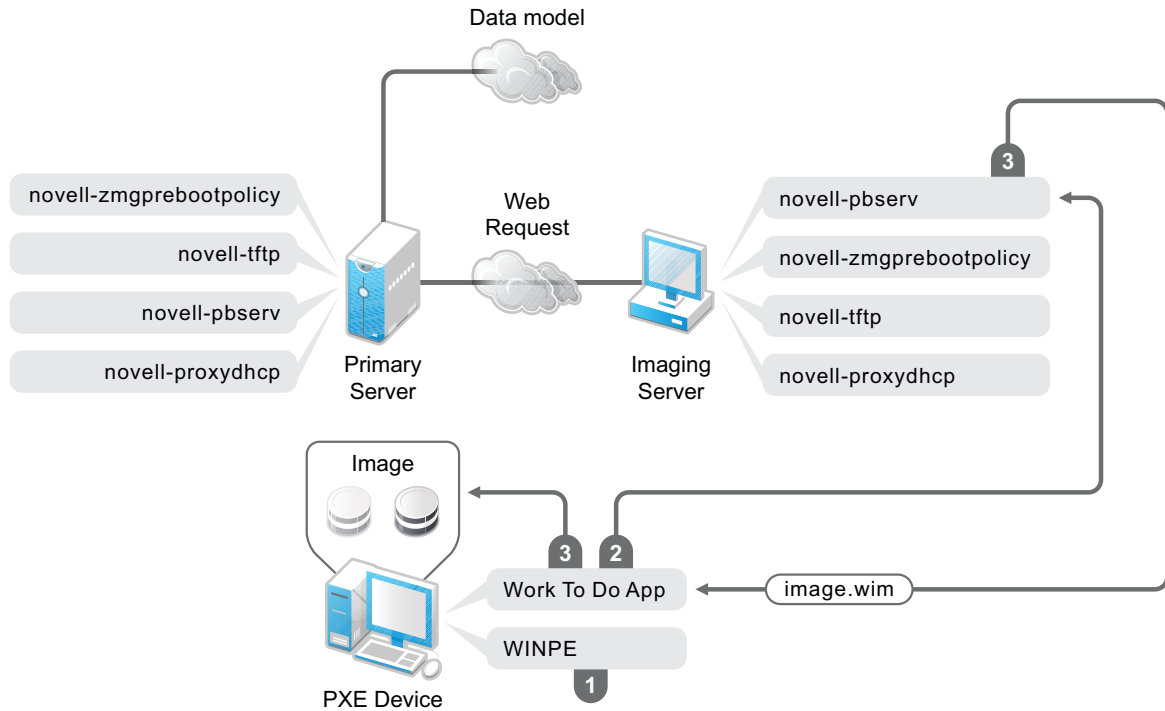 Data model
3
novell-zmgprebootpolicy
novell-tftp
novell-pbserv
novell-proxydhcp
Primary
Server
Web
Request
Imaging
Server
novell-pbserv
novell-zmgprebootpolicy
novell-tftp
novell-proxydhcp
Image
3
2
Work To Do App
image.wim
WINPE
1
PXE Device